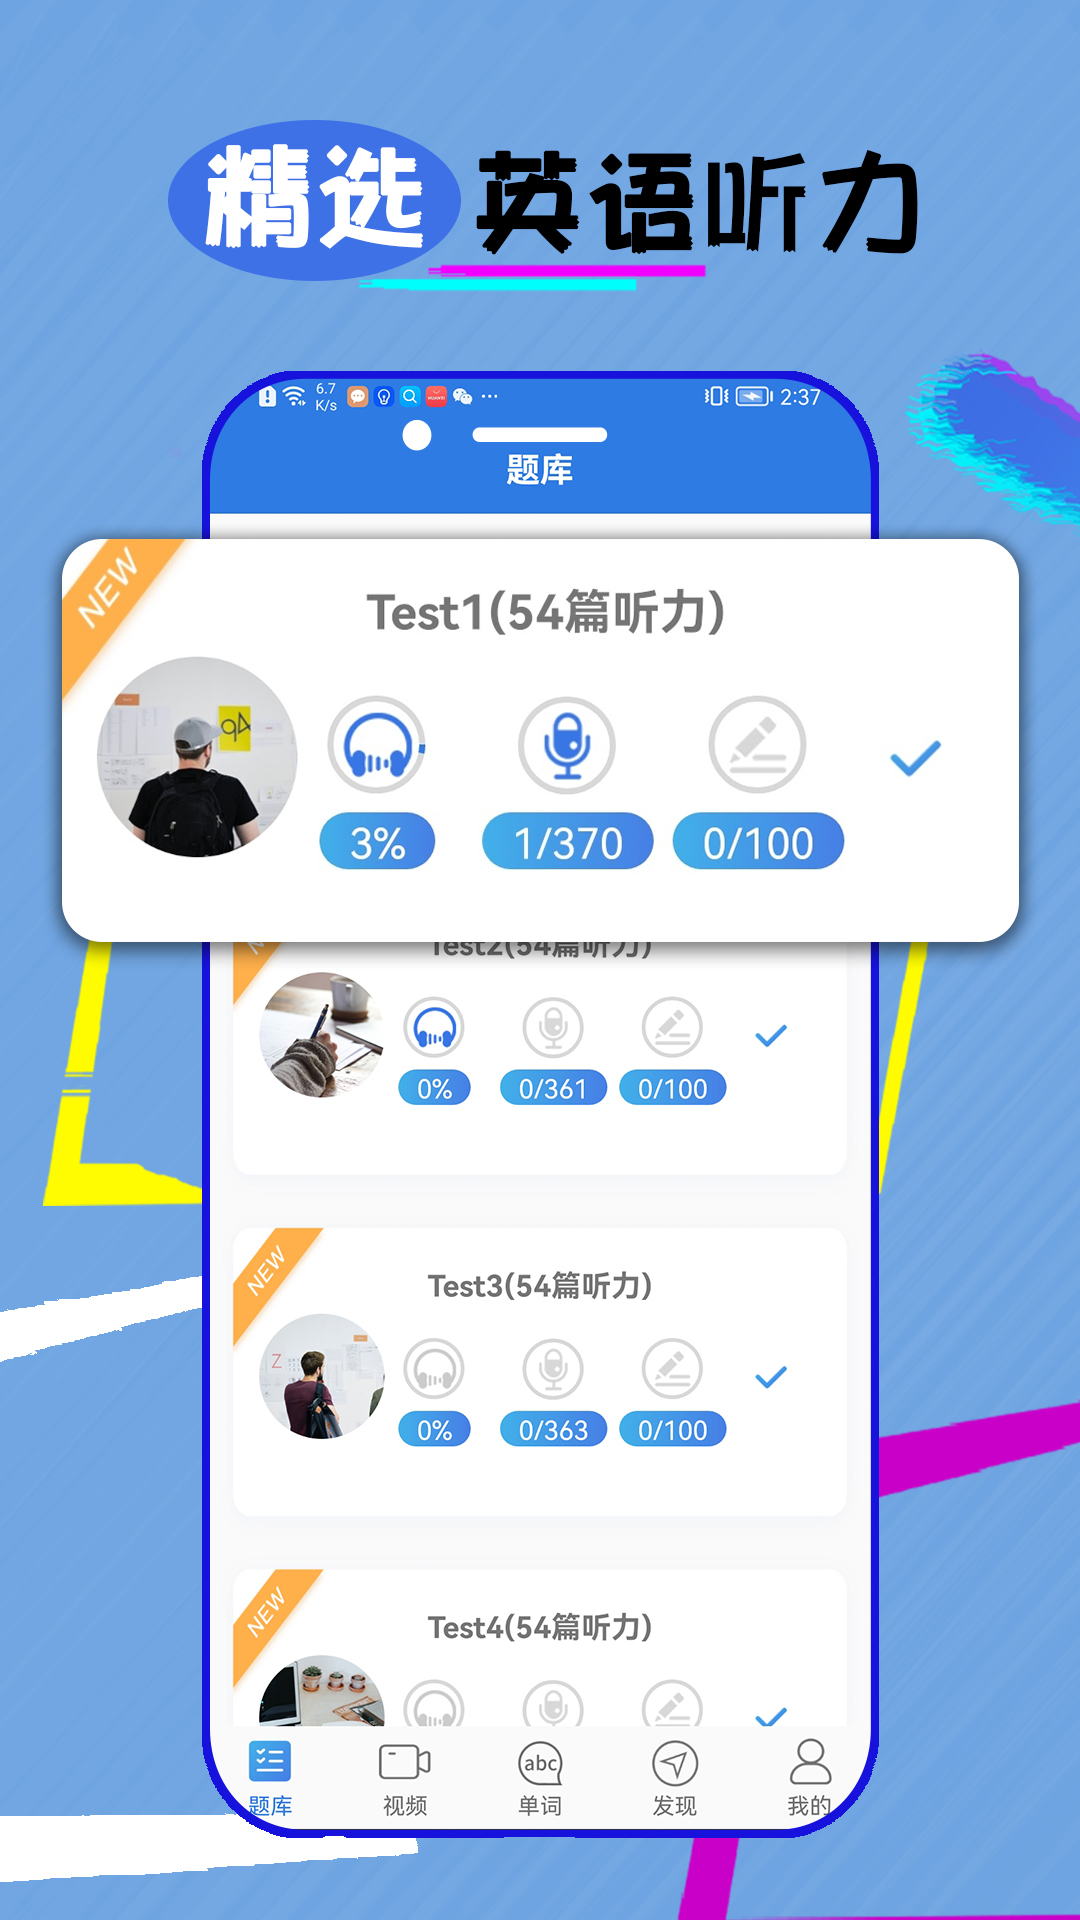 精选 英语听力
6.7 K/s
2:37
题库
NEW
Test1(54篇听力)
3% 1/370 0/100
Test2(54篇听力)
0% 0/361 0/100
NEW
Test3(54篇听力)
0% 0/363 0/100
NEW
Test4(54篇听力)
abc
题库 视频 单词 发现 我的